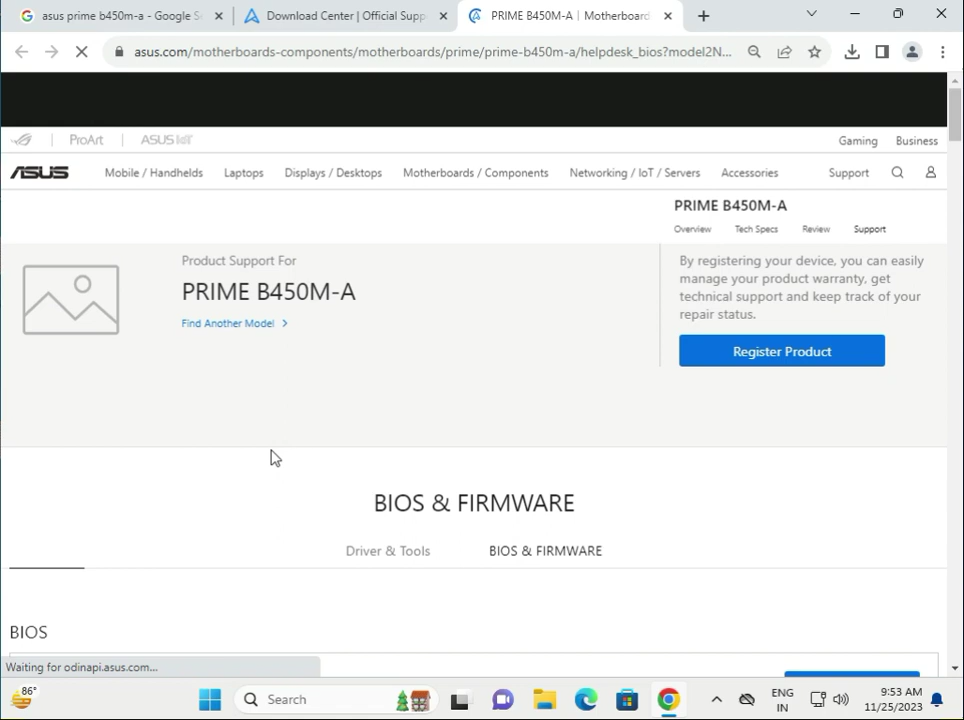 asus prime b450m-a - Google S
Download Center | Official Supp
PRIME B450M-A | Motherboard
asus.com/motherboards-components/motherboards/prime/prime-b450m-a/helpdesk_bios?model2N...
ProArt
ASUS IoT
Gaming
Business
ASUS
Mobile / Handhelds
Laptops
Displays / Desktops
Motherboards / Components
Networking / IoT / Servers
Accessories
Support
PRIME B450M-A
Overview
Tech Specs
Review
Support
Product Support For
PRIME B450M-A
Find Another Model
By registering your device, you can easily
manage your product warranty, get
technical support and keep track of your
repair status.
Register Product
BIOS & FIRMWARE
Driver & Tools
BIOS & FIRMWARE
BIOS
Waiting for odinapi.asus.com...
86°
Search
ENG
IN
9:53 AM
11/25/2023